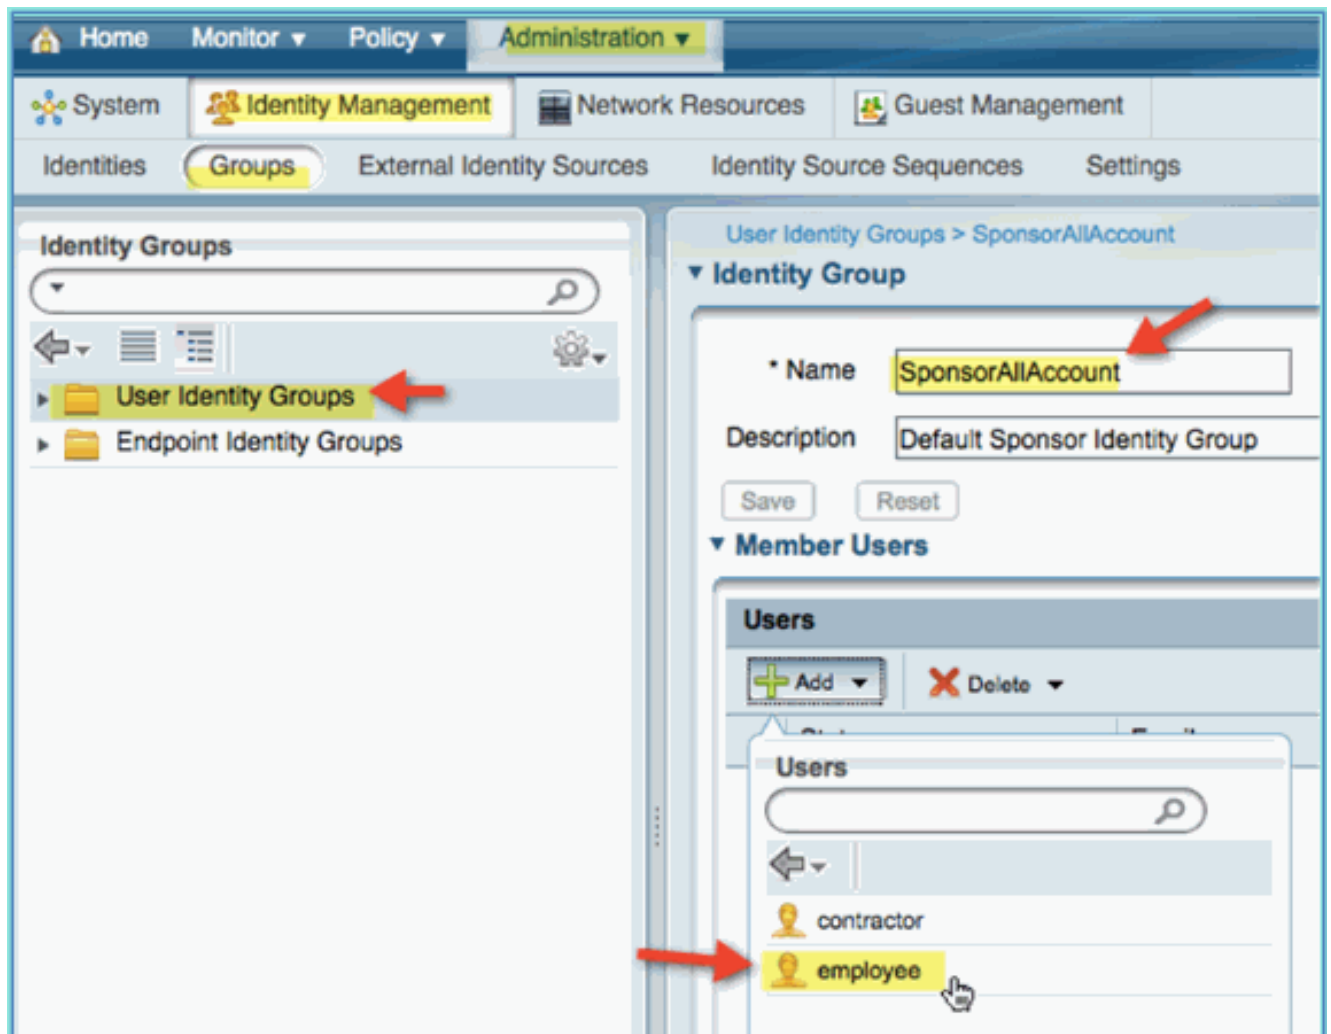 Home Monitor Policy Administration
System Identity Management Network Resources Guest Management
Identities Groups External Identity Sources Identity Source Sequences Settings
Identity Groups
User Identity Groups
Endpoint Identity Groups
User Identity Groups > SponsorAllAccount
Identity Group
* Name SponsorAllAccount
Description Default Sponsor Identity Group
Save Reset
Member Users
Users
Add Delete
Users
contractor
employee